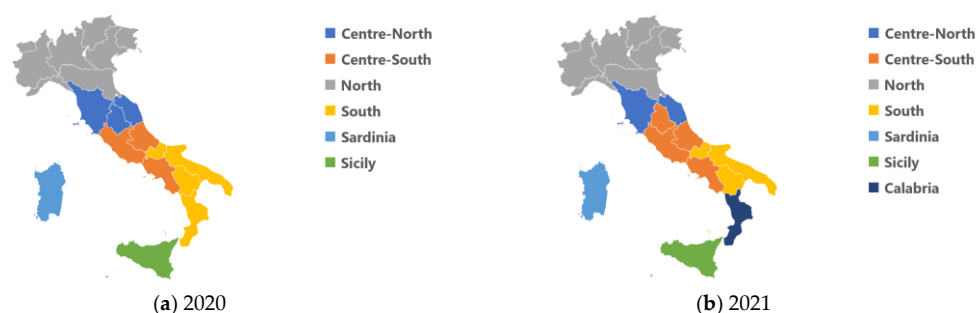 Centre-North
Centre-South
North
South
Sardinia
Sicily
(a) 2020
Centre-North
Centre-South
North
South
Sardinia
Sicily
Calabria
(b) 2021